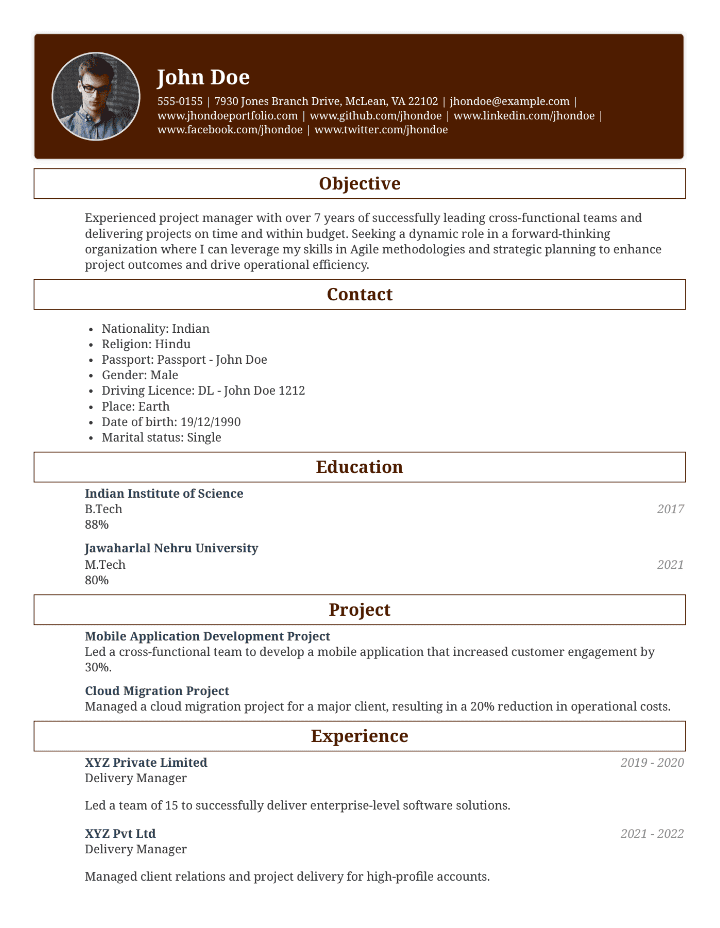 John Doe
555-0155 | 7930 Jones Branch Drive, McLean, VA 22102 | jhondoe@example.com |
www.jhondoeportfolio.com | www.github.com/jhondoe | www.linkedin.com/jhondoe |
www.facebook.com/jhondoe | www.twitter.com/jhondoe
Objective
Experienced project manager with over 7 years of successfully leading cross-functional teams and
delivering projects on time and within budget. Seeking a dynamic role in a forward-thinking
organization where I can leverage my skills in Agile methodologies and strategic planning to enhance
project outcomes and drive operational efficiency.
Contact
• Nationality: Indian
• Religion: Hindu
• Passport: Passport - John Doe
• Gender: Male
• Driving Licence: DL - John Doe 1212
• Place: Earth
• Date of birth: 19/12/1990
• Marital status: Single
Education
Indian Institute of Science
B.Tech 2017
88%
Jawaharlal Nehru University
M.Tech 2021
80%
Project
Mobile Application Development Project
Led a cross-functional team to develop a mobile application that increased customer engagement by
30%.
Cloud Migration Project
Managed a cloud migration project for a major client, resulting in a 20% reduction in operational costs.
Experience
XYZ Private Limited 2019 - 2020
Delivery Manager
Led a team of 15 to successfully deliver enterprise-level software solutions.
XYZ Pvt Ltd 2021 - 2022
Delivery Manager
Managed client relations and project delivery for high-profile accounts.